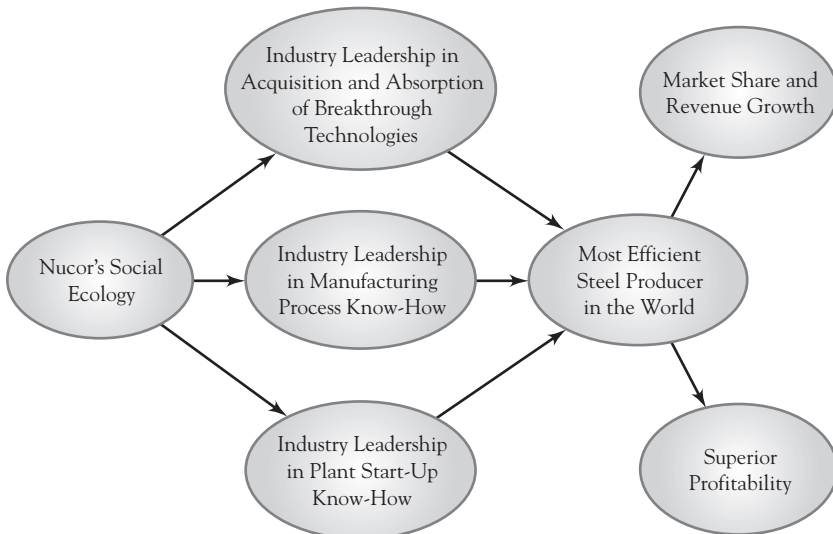 Industry Leadership in
Acquisition and Absorption
of Breakthrough
Technologies
Market Share and
Revenue Growth
Nucor's Social
Ecology
Industry Leadership
in Manufacturing
Process Know-How
Most Efficient
Steel Producer
in the World
Industry Leadership
in Plant Start-Up
Know-How
Superior
Profitability